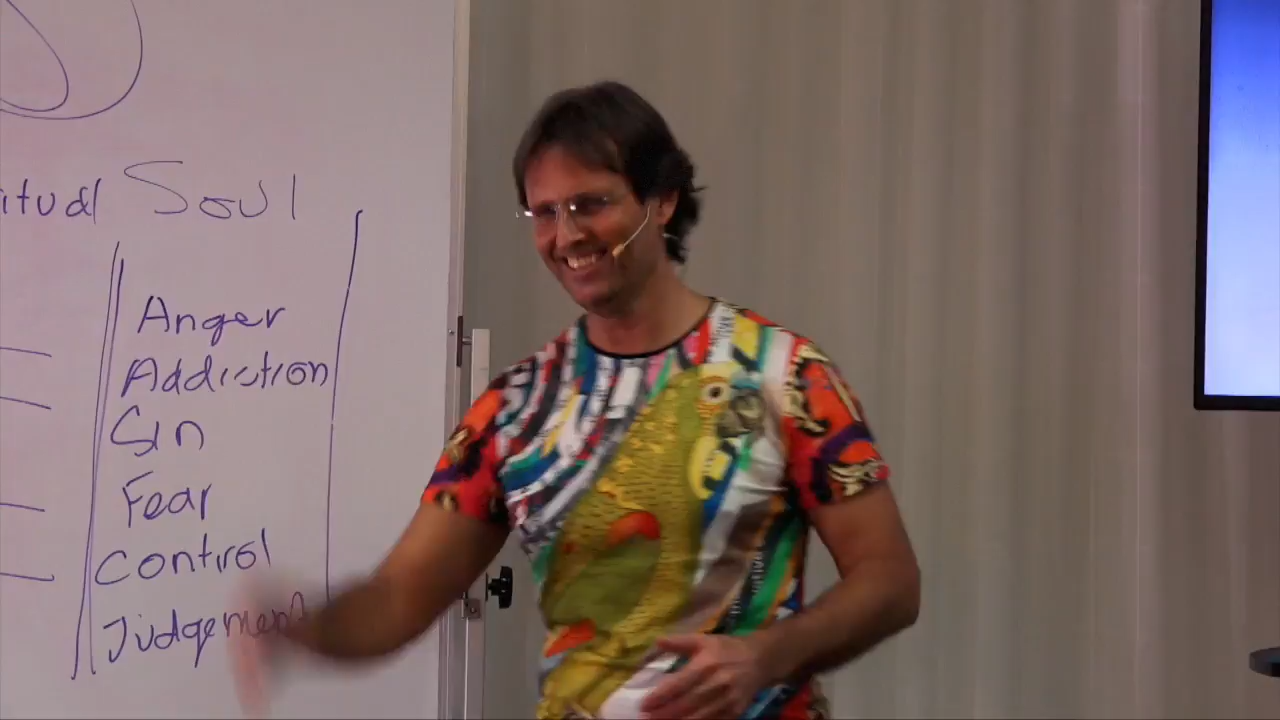 itual Soul
Anger
Addiction
Sin
Fear
Control
Judgement